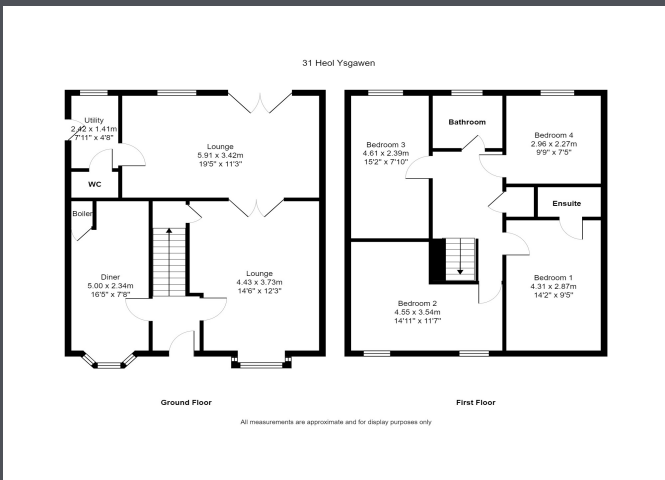 31 Heol Ysgawen
Utility
2.42 x 1.41m
7'11" x 4'8"
WC
Lounge
5.91 x 3.42m
19'5" x 11'3"
Boiler
Diner
5.00 x 2.34m
16'5" x 7'8"
Lounge
4.43 x 3.73m
14'6" x 12'3"
Bedroom 3
4.61 x 2.39m
15'2" x 7'10"
Bathroom
Bedroom 4
2.96 x 2.27m
9'9" x 7'5"
Ensuite
Bedroom 1
4.31 x 2.87m
14'2" x 9'5"
Bedroom 2
4.55 x 3.54m
14'11" x 11'7"
Ground Floor
First Floor
All measurements are approximate and for display purposes only